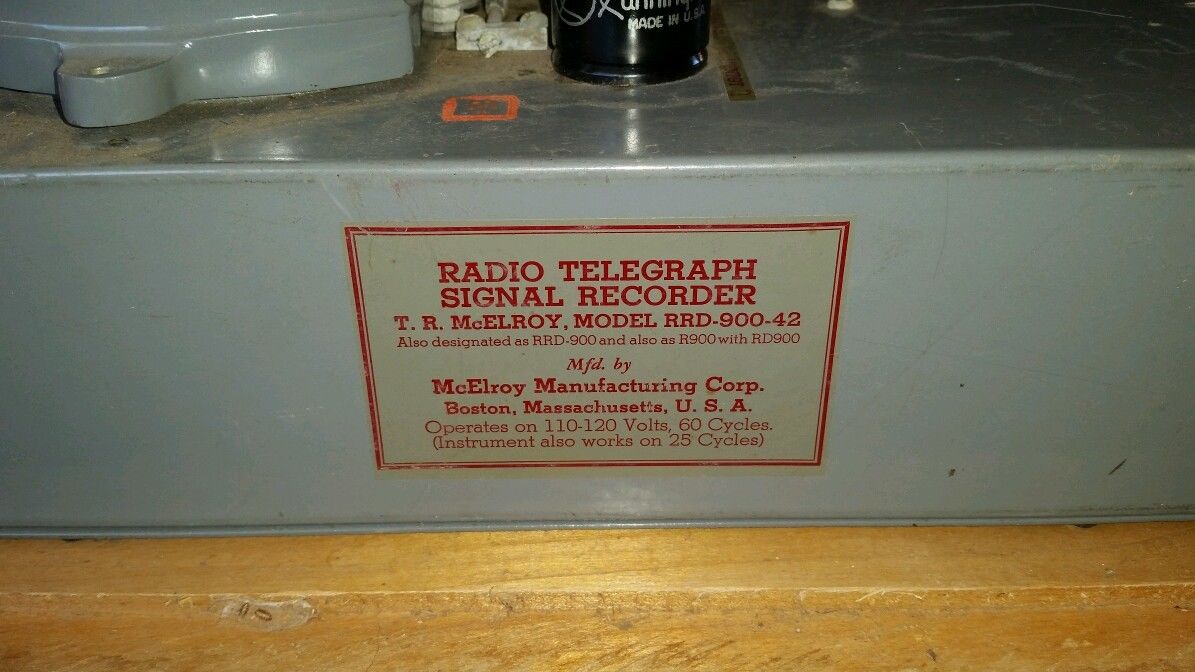 MADE IN U.S.A.
RADIO TELEGRAPH
SIGNAL RECORDER
T. R. McELROY, MODEL RRD-900-42
Also designated as RRD-900 and also as R900 with RD900
Mfd. by
McElroy Manufacturing Corp.
Boston, Massachusetts, U. S. A.
Operates on 110-120 Volts, 60 Cycles.
(Instrument also works on 25 Cycles)